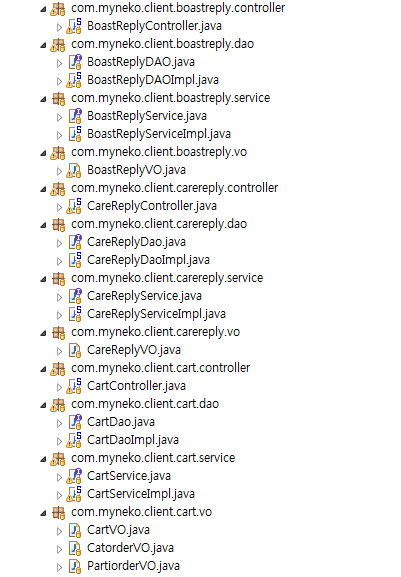 com.myneko.client.boastreply.controller
BoastReplyController.java
com.myneko.client.boastreply.dao
BoastReplyDAO.java
BoastReplyDAOImpl.java
com.myneko.client.boastreply.service
BoastReplyService.java
BoastReplyServiceImpl.java
com.myneko.client.boastreply.vo
BoastReplyVO.java
com.myneko.client.carereply.controller
CareReplyController.java
com.myneko.client.carereply.dao
CareReplyDao.java
CareReplyDaoImpl.java
com.myneko.client.carereply.service
CareReplyService.java
CareReplyServiceImpl.java
com.myneko.client.carereply.vo
CareReplyVO.java
com.myneko.client.cart.controller
CartController.java
com.myneko.client.cart.dao
CartDao.java
CartDaoImpl.java
com.myneko.client.cart.service
CartService.java
CartServiceImpl.java
com.myneko.client.cart.vo
CartVO.java
CatorderVO.java
PartiorderVO.java